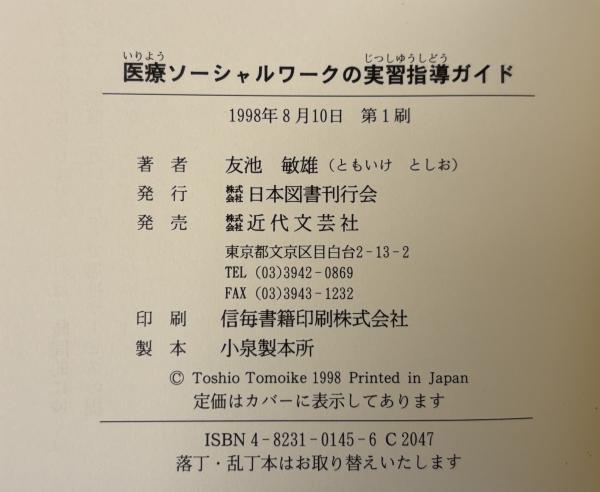 いりよう じつしゆうしどう
医療ソーシャルワークの実習指導ガイド
1998年8月10日 第1刷
著者 友池 敏雄(ともいけ としお)
発行 株式会社日本図書刊行会
発売 株式会社近代文芸社
東京都文京区目白台2-13-2
TEL (03)3942-0869
FAX (03)3943-1232
印刷 信毎書籍印刷株式会社
製本 小泉製本所
© Toshio Tomoike 1998 Printed in Japan
定価はカバーに表示してあります
ISBN 4-8231-0145-6 C 2047
落丁・乱丁本はお取り替えいたします